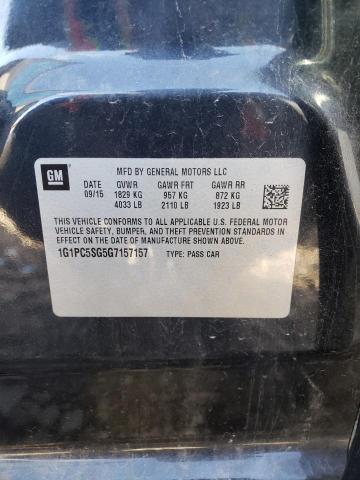 GM
MFD BY GENERAL MOTORS LLC
DATE GVWR GAWR FRT GAWR RR
09/15 1829 KG 957 KG 872 KG
4033 LB 2110 LB 1923 LB
THIS VEHICLE CONFORMS TO ALL APPLICABLE U.S. FEDERAL MOTOR
VEHICLE SAFETY, BUMPER, AND THEFT PREVENTION STANDARDS IN
EFFECT ON THE DATE OF MANUFACTURE SHOWN ABOVE.
1G1PC5SG5G7157157 TYPE: PASS CAR